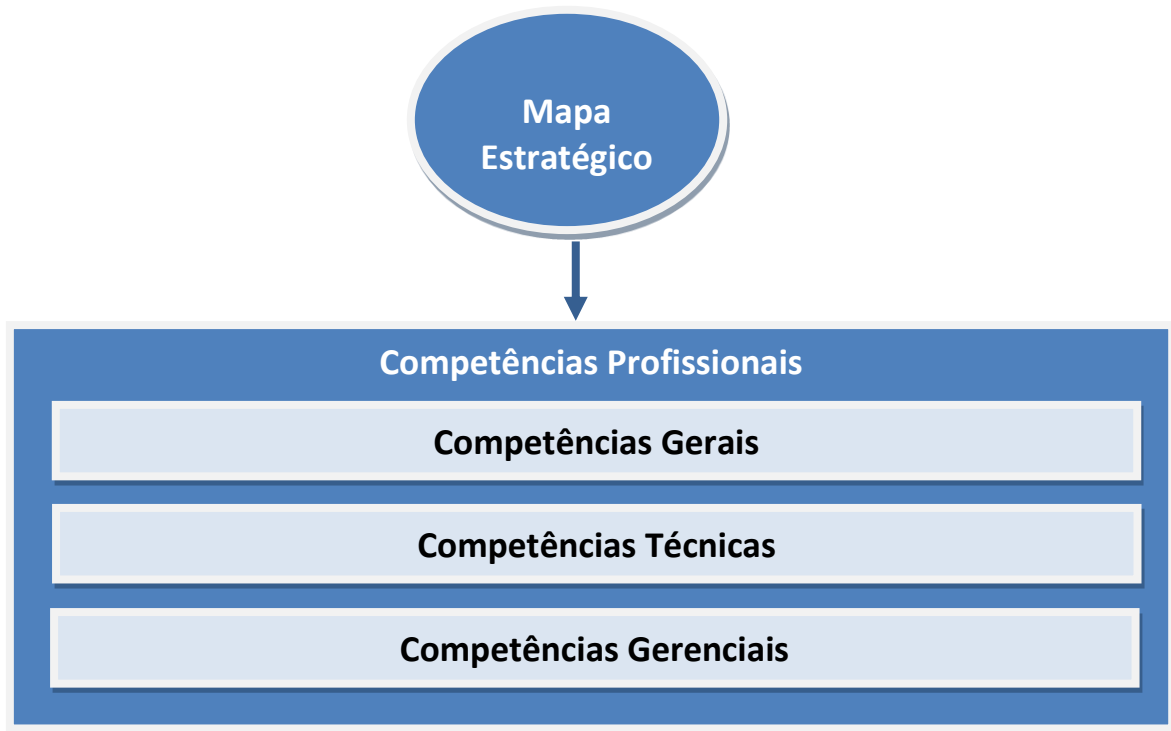 Mapa
Estratégico
Competências Profissionais
Competências Gerais
Competências Técnicas
Competências Gerenciais